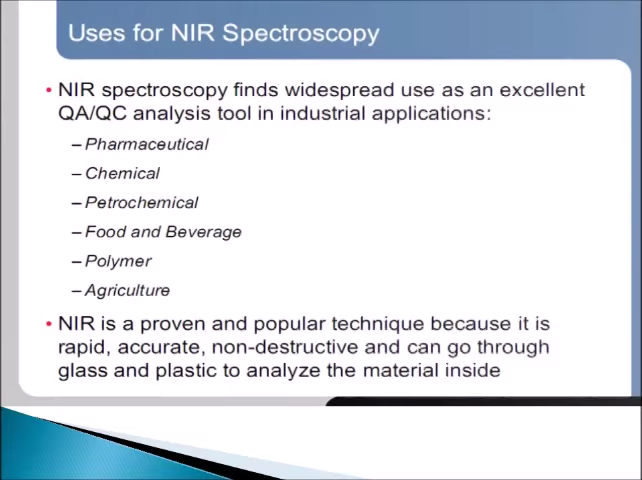 Uses for NIR Spectroscopy
• NIR spectroscopy finds widespread use as an excellent
QA/QC analysis tool in industrial applications:
– Pharmaceutical
– Chemical
– Petrochemical
– Food and Beverage
– Polymer
– Agriculture
• NIR is a proven and popular technique because it is
rapid, accurate, non-destructive and can go through
glass and plastic to analyze the material inside